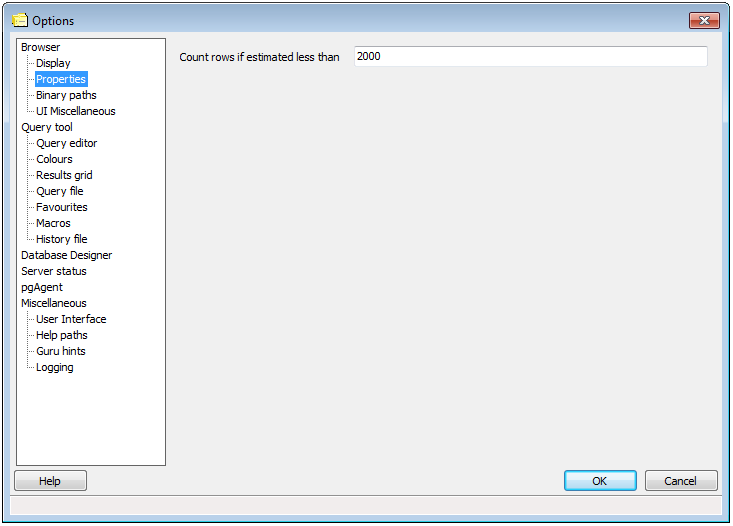 Options
Browser
Display
Properties
Binary paths
UI Miscellaneous
Query tool
Query editor
Colours
Results grid
Query file
Favourites
Macros
History file
Database Designer
Server status
pgAgent
Miscellaneous
User Interface
Help paths
Guru hints
Logging
Count rows if estimated less than 2000
Help OK Cancel